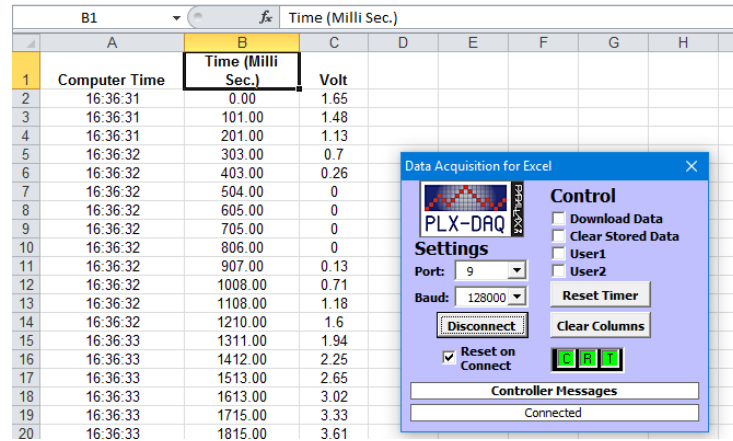 B1 fx Time (Milli Sec.)
A B C D E F G H
1 Computer Time Time (Milli Sec.) Volt
2 16:36:31 0.00 1.65
3 16:36:31 101.00 1.48
4 16:36:31 201.00 1.13
5 16:36:32 303.00 0.7
6 16:36:32 403.00 0.26
7 16:36:32 504.00 0
8 16:36:32 605.00 0
9 16:36:32 705.00 0
10 16:36:32 806.00 0
11 16:36:32 907.00 0.13
12 16:36:32 1008.00 0.71
13 16:36:32 1108.00 1.18
14 16:36:32 1210.00 1.6
15 16:36:33 1311.00 1.94
16 16:36:33 1412.00 2.25
17 16:36:33 1513.00 2.65
18 16:36:33 1613.00 3.02
19 16:36:33 1715.00 3.33
20 16:36:33 1815.00 3.61
Data Acquisition for Excel
PLX-DAQ
PARALLAX
Control
Download Data
Clear Stored Data
User1
User2
Settings
Port: 9
Baud: 128000
Reset Timer
Disconnect
Clear Columns
Reset on
Connect
C R T
Controller Messages
Connected